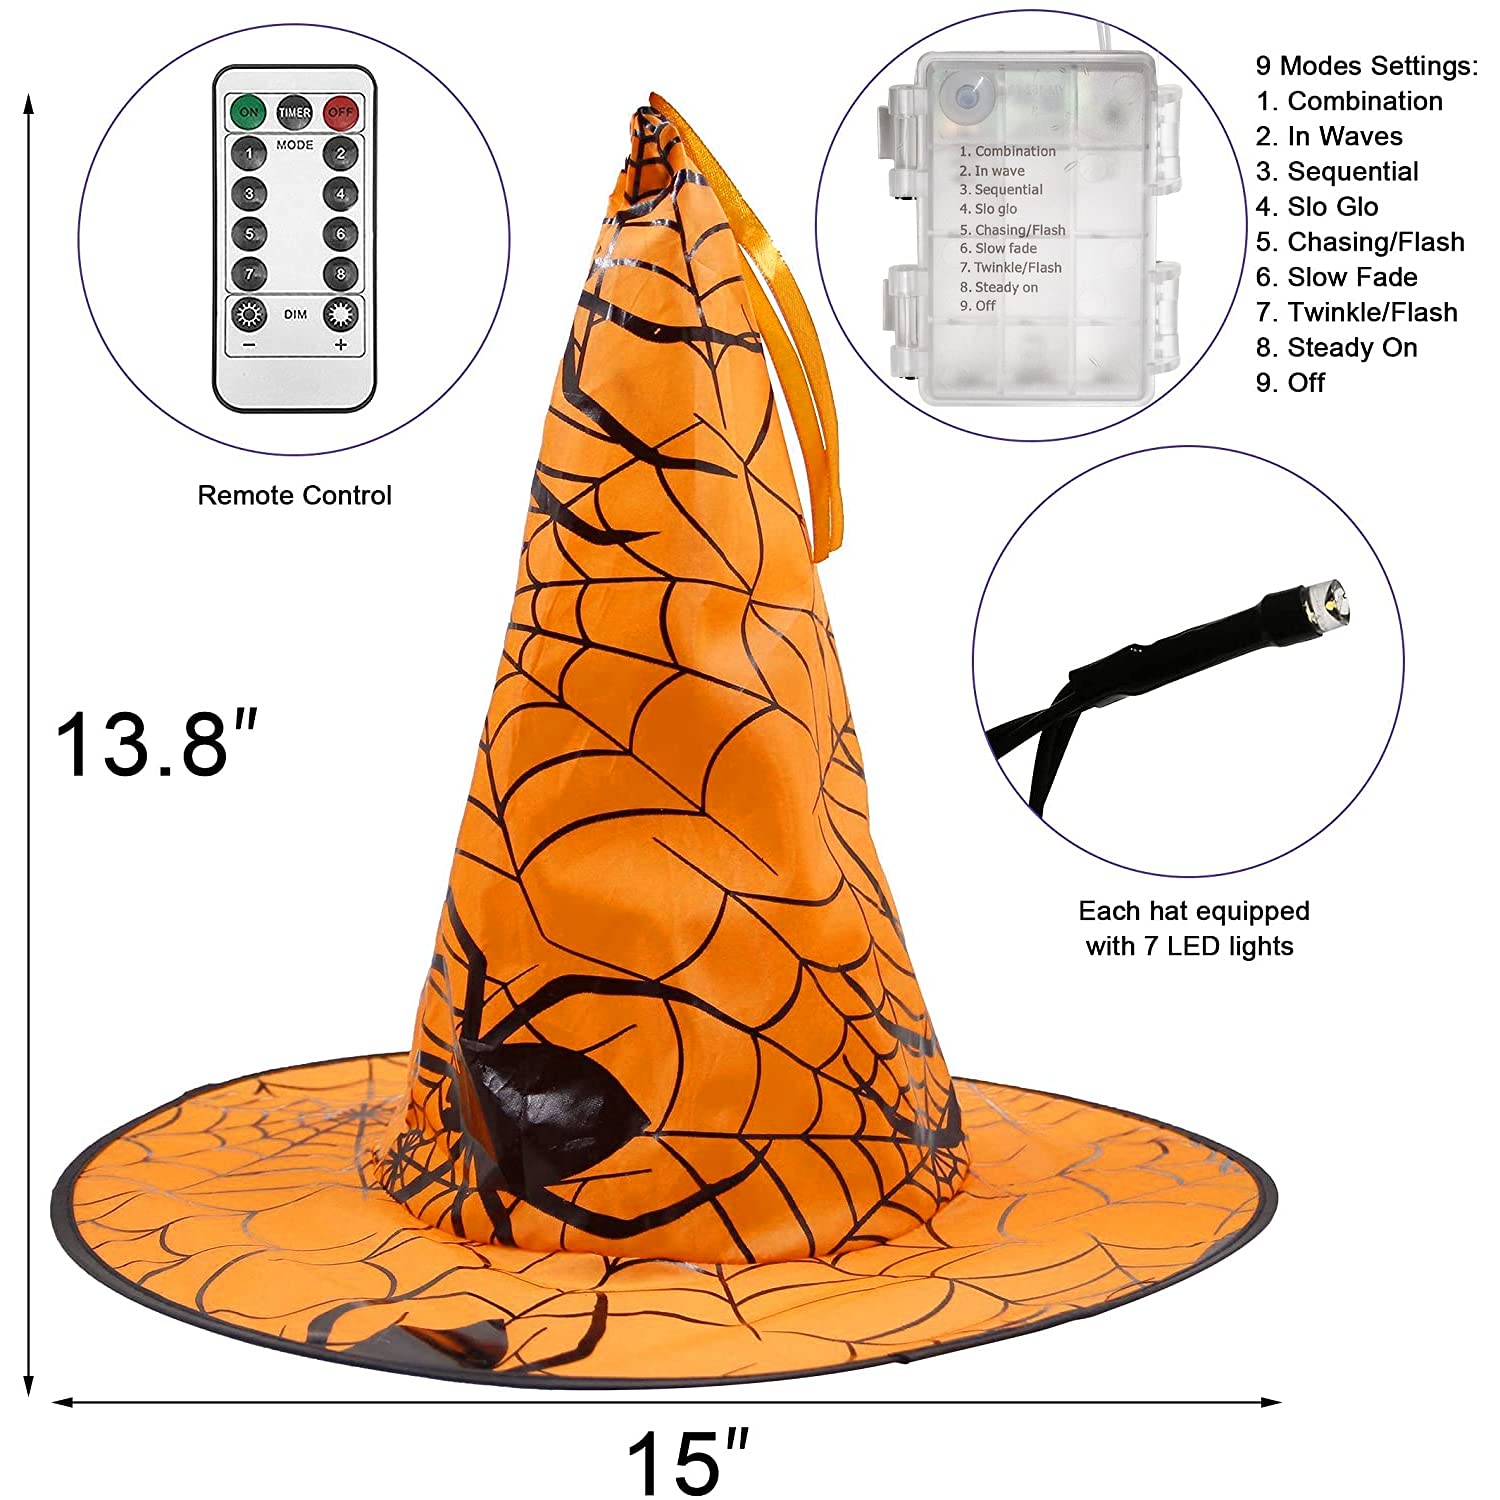 ON TIMER OFF
MODE
1 2
3 4
5 6
7 8
DIM
− +
Remote Control
1. Combination
2. In wave
3. Sequential
4. Slo glo
5. Chasing/Flash
6. Slow fade
7. Twinkle/Flash
8. Steady on
9. Off
9 Modes Settings:
1. Combination
2. In Waves
3. Sequential
4. Slo Glo
5. Chasing/Flash
6. Slow Fade
7. Twinkle/Flash
8. Steady On
9. Off
13.8"
Each hat equipped
with 7 LED lights
15"